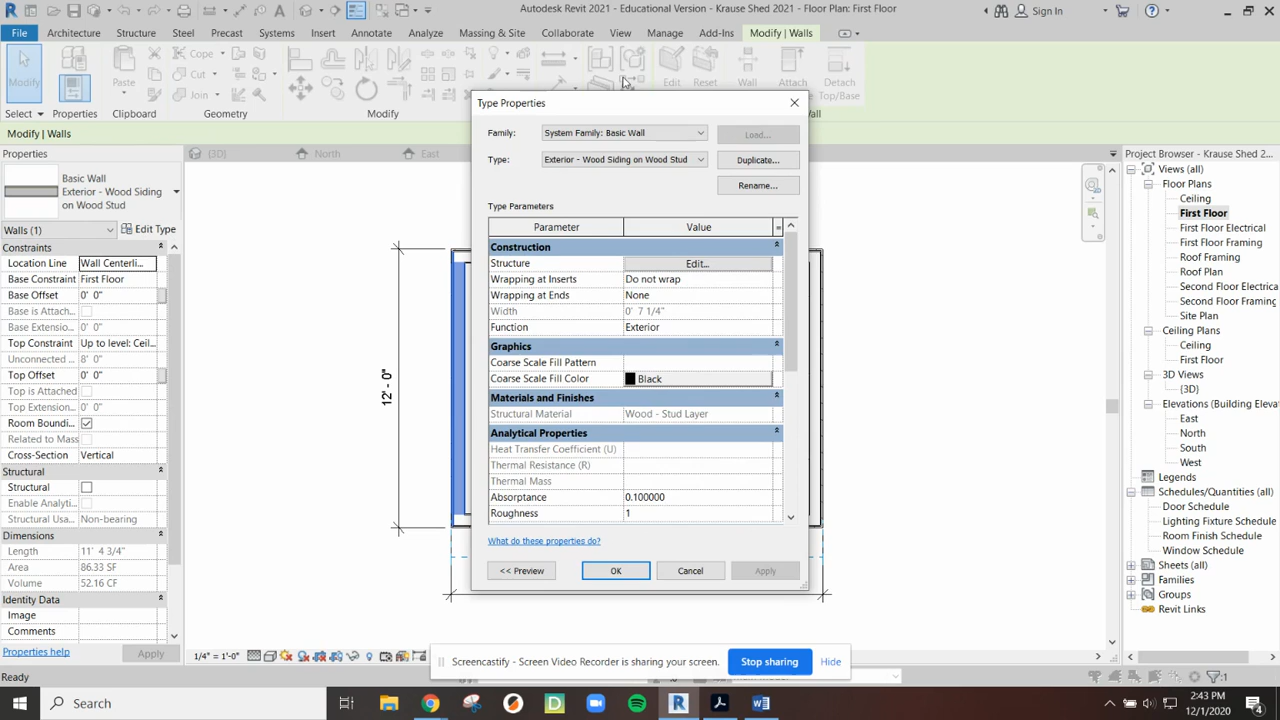 Autodesk Revit 2021 - Educational Version - Krause Shed 2021 - Floor Plan: First Floor
Sign In
File Architecture Structure Steel Precast Systems Insert Annotate Analyze Massing & Site Collaborate View Manage Add-Ins Modify | Walls
Modify
Cope
Cut
Join
Paste
Edit Reset Wall Attach Detach
Profile
Top/Base
Select Properties Clipboard Geometry Modify
Modify | Walls
Properties
{3D} North East
Basic Wall
Exterior - Wood Siding
on Wood Stud
Walls (1) Edit Type
Constraints
Location Line Wall Centerli...
Base Constraint First Floor
Base Offset 0' 0"
Base is Attach...
Base Extension...
Top Constraint Up to level: Ceil...
Unconnected ... 8' 0"
Top Offset 0' 0"
Top is Attached
Top Extension...
Room Boundi...
Related to Mass
Cross-Section Vertical
Structural
Structural
Enable Analyti...
Structural Usa... Non-bearing
Dimensions
Length 11' 4 3/4"
Area 86.33 SF
Volume 52.16 CF
Identity Data
Image
Comments
Properties help Apply
12' - 0"
Type Properties
Family: System Family: Basic Wall Load...
Type: Exterior - Wood Siding on Wood Stud Duplicate...
Rename...
Type Parameters
Parameter Value =
Construction
Structure Edit...
Wrapping at Inserts Do not wrap
Wrapping at Ends None
Width 0' 7 1/4"
Function Exterior
Graphics
Coarse Scale Fill Pattern
Coarse Scale Fill Color Black
Materials and Finishes
Structural Material Wood - Stud Layer
Analytical Properties
Heat Transfer Coefficient (U)
Thermal Resistance (R)
Thermal Mass
Absorptance 0.100000
Roughness 1
What do these properties do?
<< Preview OK Cancel Apply
Project Browser - Krause Shed 2...
Views (all)
Floor Plans
Ceiling
First Floor
First Floor Electrical
First Floor Framing
Roof Framing
Roof Plan
Second Floor Electrica
Second Floor Framing
Site Plan
Ceiling Plans
Ceiling
First Floor
3D Views
{3D}
Elevations (Building Elevat
East
North
South
West
Legends
Schedules/Quantities (all)
Door Schedule
Lighting Fixture Schedule
Room Finish Schedule
Window Schedule
Sheets (all)
Families
Groups
Revit Links
1/4" = 1'-0"
Screencastify - Screen Video Recorder is sharing your screen. Stop sharing Hide
Ready
:1
Search
2:43 PM
12/1/2020